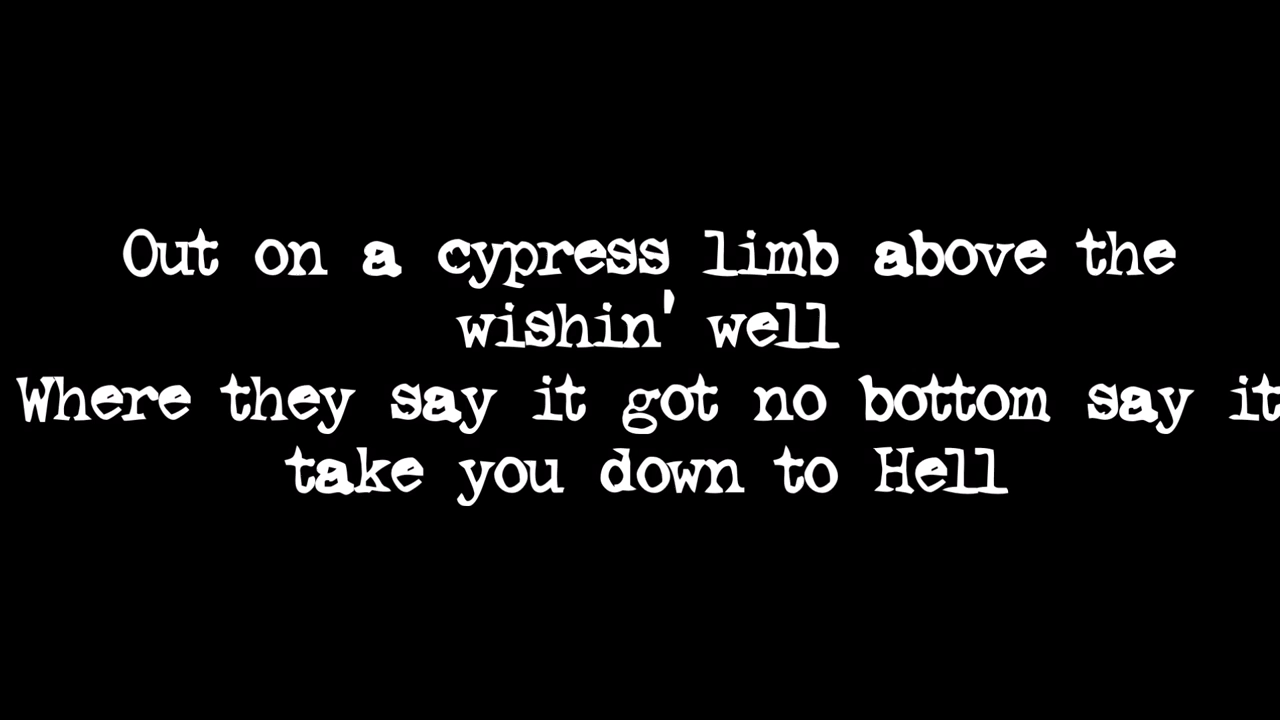 Out on a cypress limb above the
wishin' well
Where they say it got no bottom say it
take you down to Hell